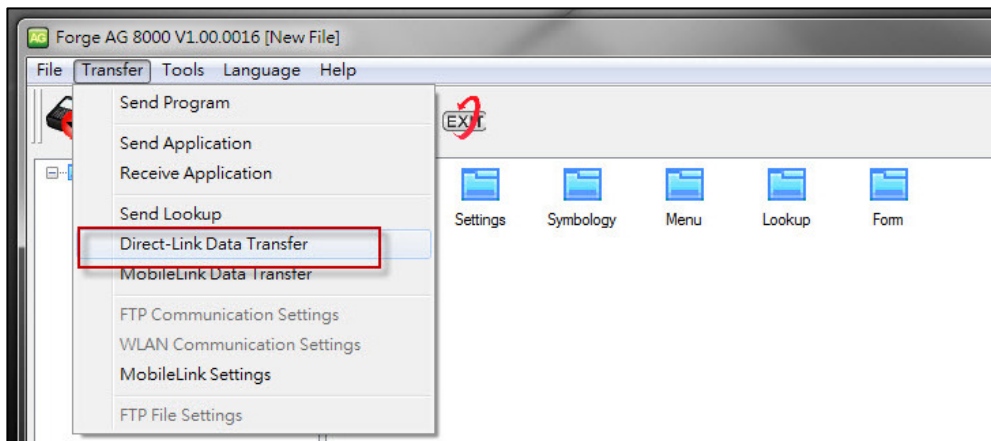 AG Forge AG 8000 V1.00.0016 [New File]
File Transfer Tools Language Help
Send Program
EXIT
Send Application
Receive Application
Send Lookup
Direct-Link Data Transfer
MobileLink Data Transfer
FTP Communication Settings
WLAN Communication Settings
MobileLink Settings
FTP File Settings
Settings Symbology Menu Lookup Form